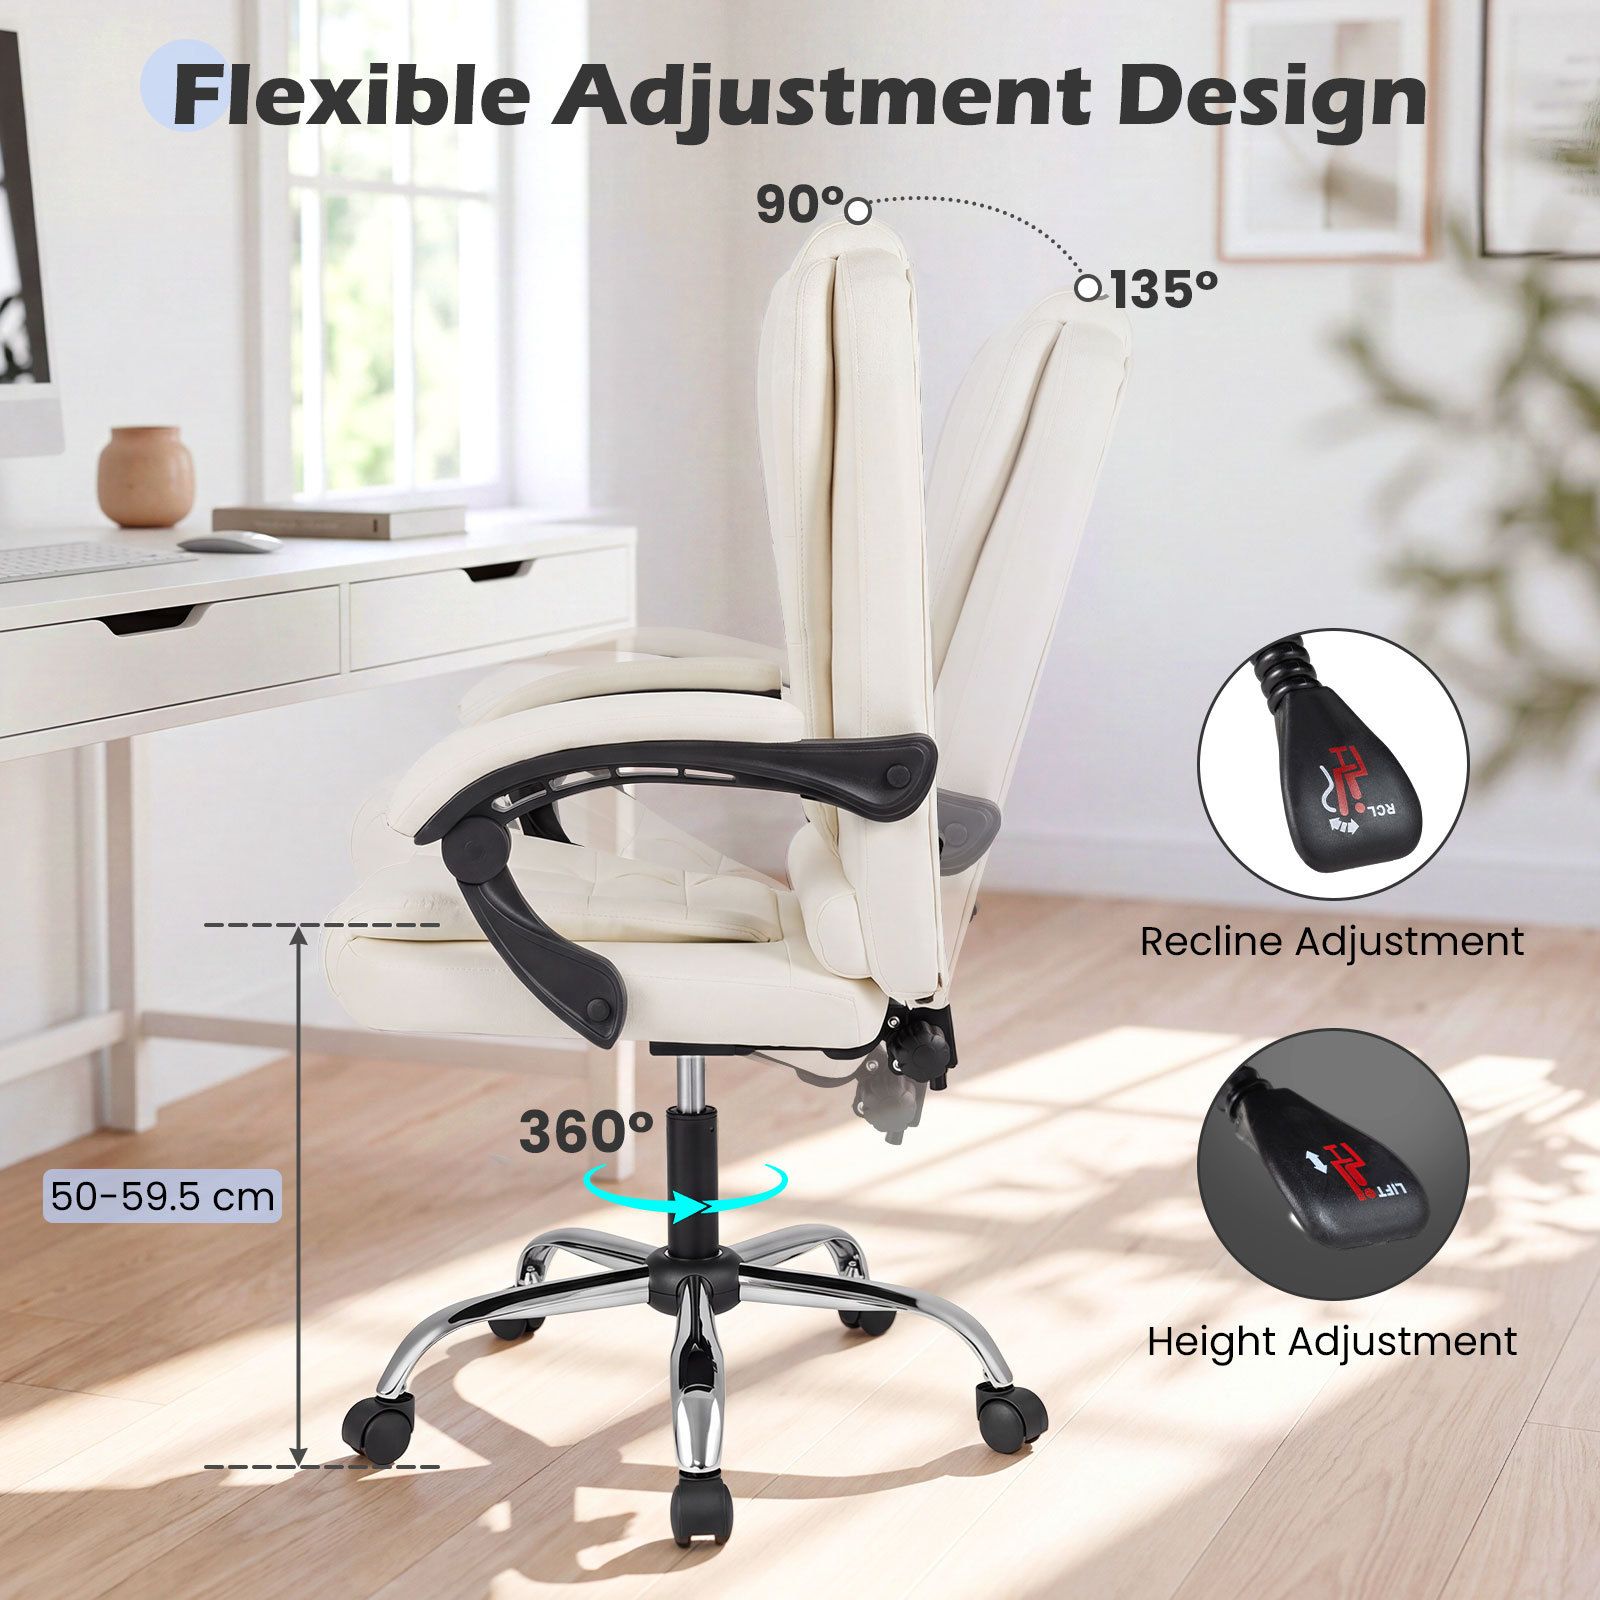 Flexible Adjustment Design
90°
135°
RCL
Recline Adjustment
360°
50-59.5 cm
LIFT
Height Adjustment